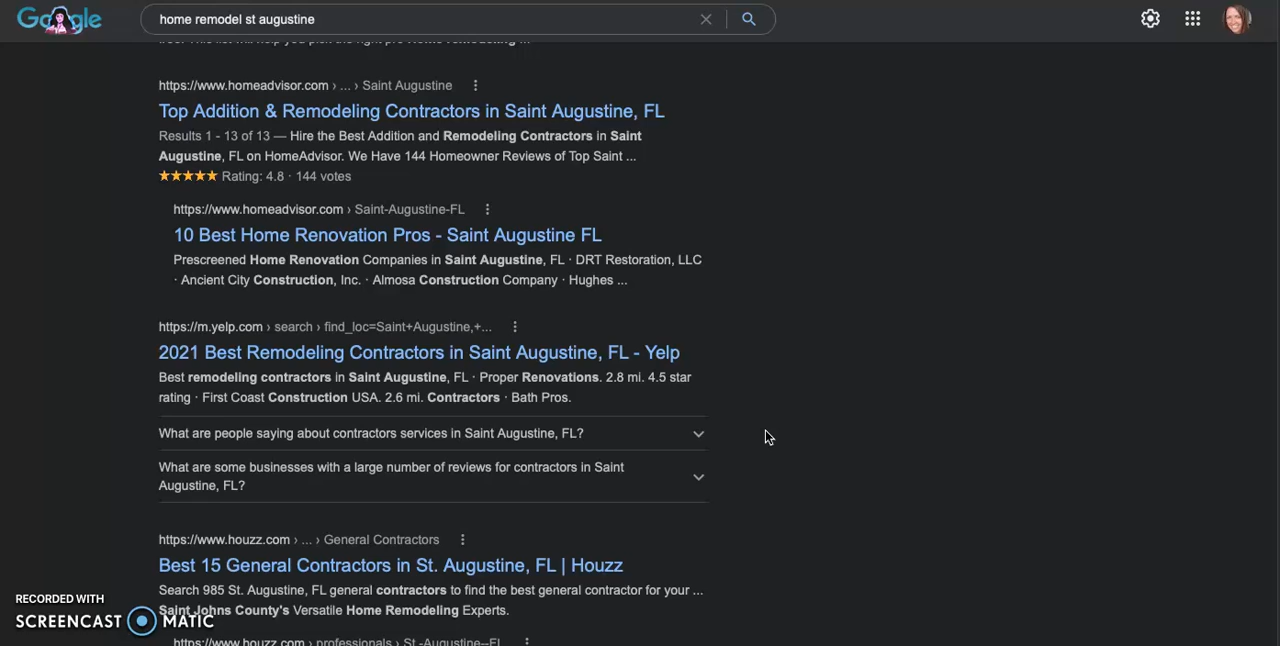 Google
home remodel st augustine
https://www.homeadvisor.com › ... › Saint Augustine
Top Addition & Remodeling Contractors in Saint Augustine, FL
Results 1 - 13 of 13 — Hire the Best Addition and Remodeling Contractors in Saint
Augustine, FL on HomeAdvisor. We Have 144 Homeowner Reviews of Top Saint ...
Rating: 4.8 · 144 votes
https://www.homeadvisor.com › Saint-Augustine-FL
10 Best Home Renovation Pros - Saint Augustine FL
Prescreened Home Renovation Companies in Saint Augustine, FL · DRT Restoration, LLC
· Ancient City Construction, Inc. · Almosa Construction Company · Hughes ...
https://m.yelp.com › search › find_loc=Saint+Augustine,+...
2021 Best Remodeling Contractors in Saint Augustine, FL - Yelp
Best remodeling contractors in Saint Augustine, FL · Proper Renovations. 2.8 mi. 4.5 star
rating · First Coast Construction USA. 2.6 mi. Contractors · Bath Pros.
What are people saying about contractors services in Saint Augustine, FL?
What are some businesses with a large number of reviews for contractors in Saint
Augustine, FL?
https://www.houzz.com › ... › General Contractors
Best 15 General Contractors in St. Augustine, FL | Houzz
Search 985 St. Augustine, FL general contractors to find the best general contractor for your ...
Saint Johns County's Versatile Home Remodeling Experts.
https://www.houzz.com › professionals › St.-Augustine--FL
RECORDED WITH
SCREENCAST MATIC